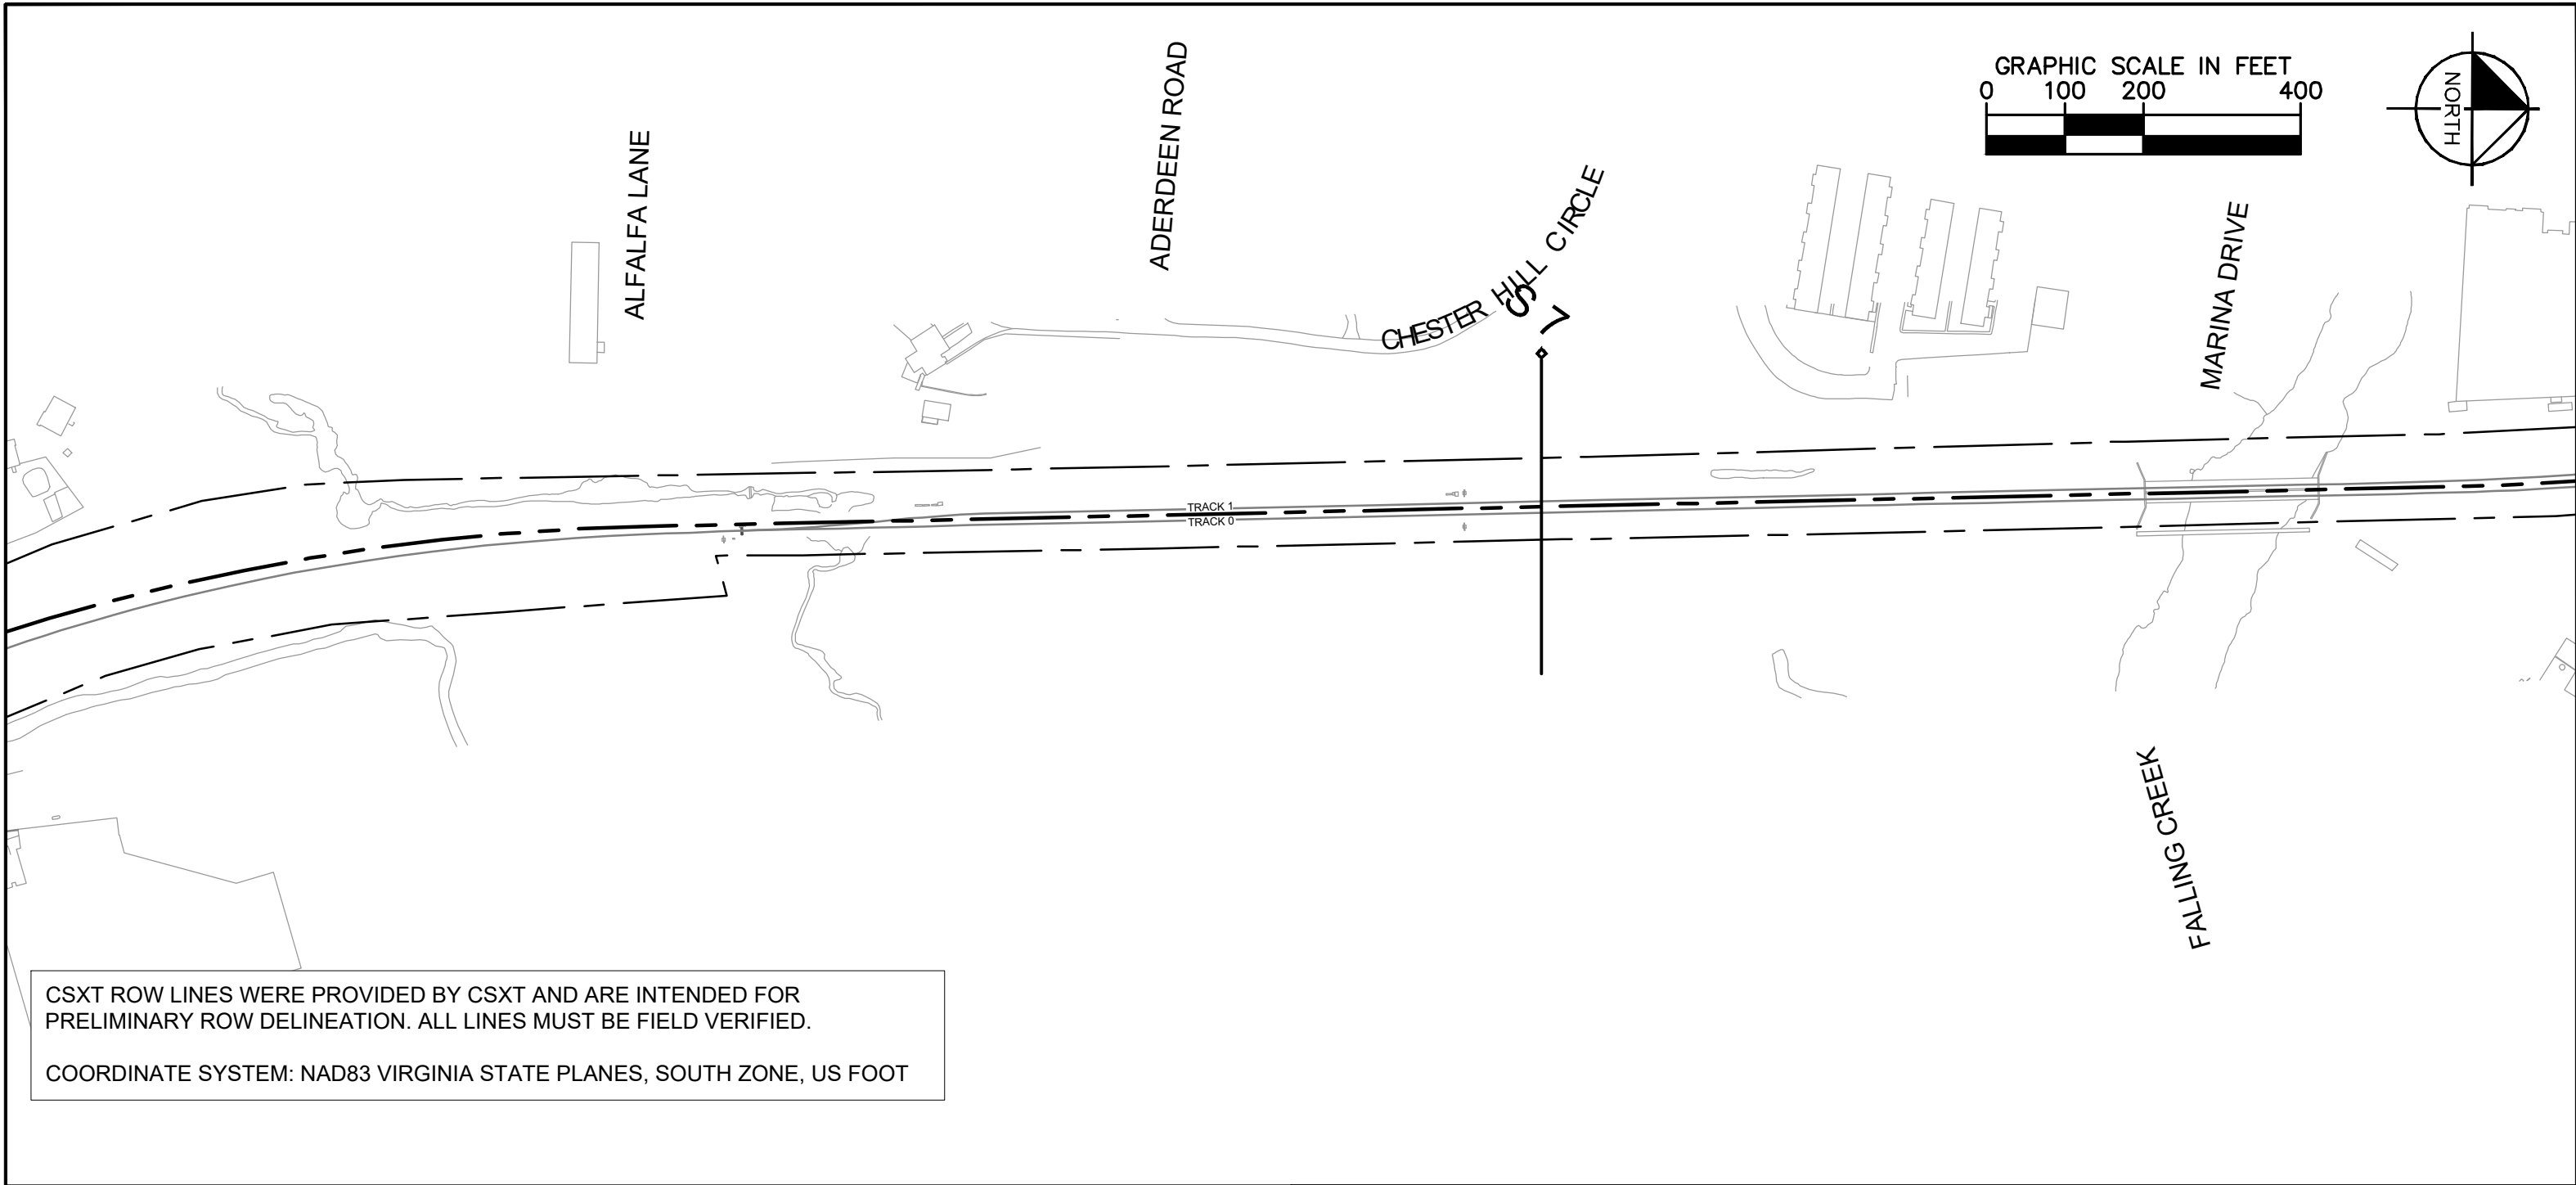 GRAPHIC SCALE IN FEET
0 100 200 400
NORTH
ALFALFA LANE
ADERDEEN ROAD
CHESTER HILL CIRCLE
S 7
MARINA DRIVE
TRACK 1
TRACK 0
FALLING CREEK
CSXT ROW LINES WERE PROVIDED BY CSXT AND ARE INTENDED FOR
PRELIMINARY ROW DELINEATION. ALL LINES MUST BE FIELD VERIFIED.
COORDINATE SYSTEM: NAD83 VIRGINIA STATE PLANES, SOUTH ZONE, US FOOT